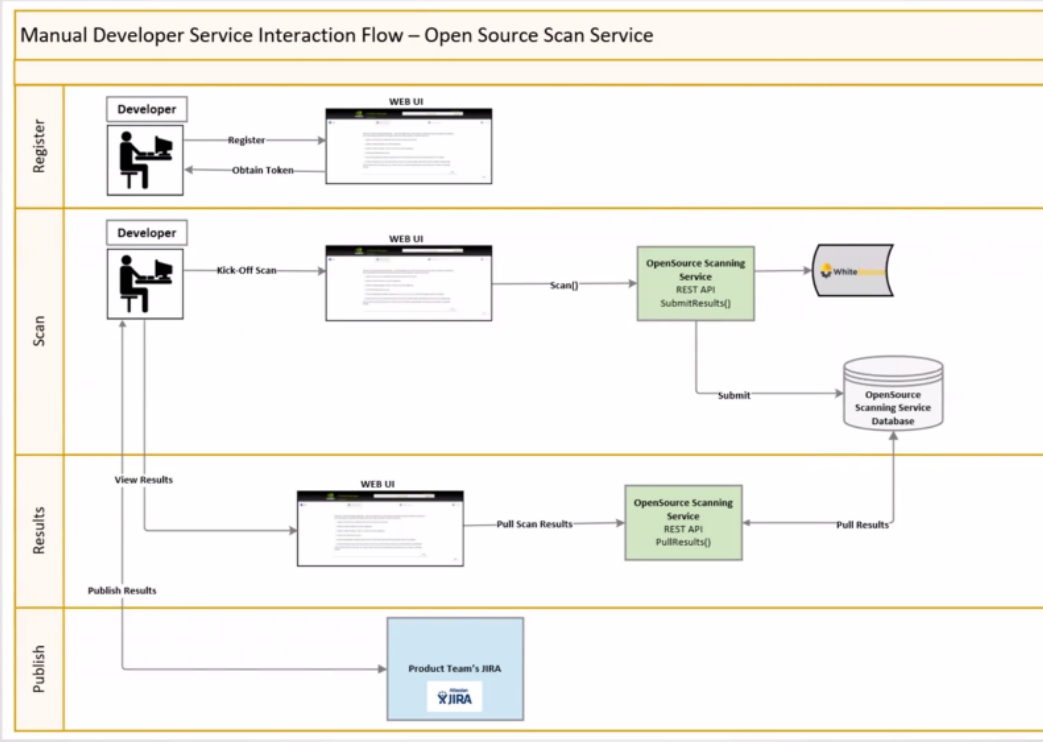 Manual Developer Service Interaction Flow – Open Source Scan Service
Register
Developer
WEB UI
Register
Obtain Token
Scan
Developer
WEB UI
Kick-Off Scan
Scan()
OpenSource Scanning
Service
REST API
SubmitResults()
White
Submit
OpenSource
Scanning Service
Database
Results
View Results
WEB UI
Pull Scan Results
OpenSource Scanning
Service
REST API
PullResults()
Pull Results
Publish Results
Publish
Product Team's JIRA
Atlassian
JIRA